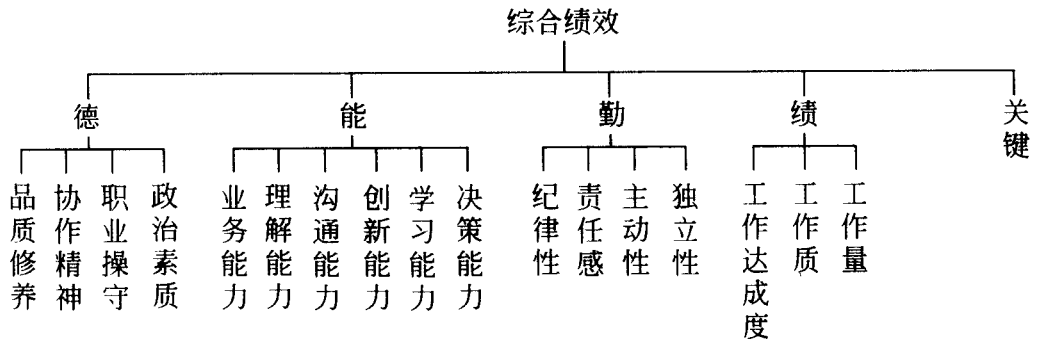 综合绩效
德
能
勤
绩
关键
品质修养
协作精神
职业操守
政治素质
业务能力
理解能力
沟通能力
创新能力
学习能力
决策能力
纪律性
责任感
主动性
独立性
工作达成度
工作质
工作量